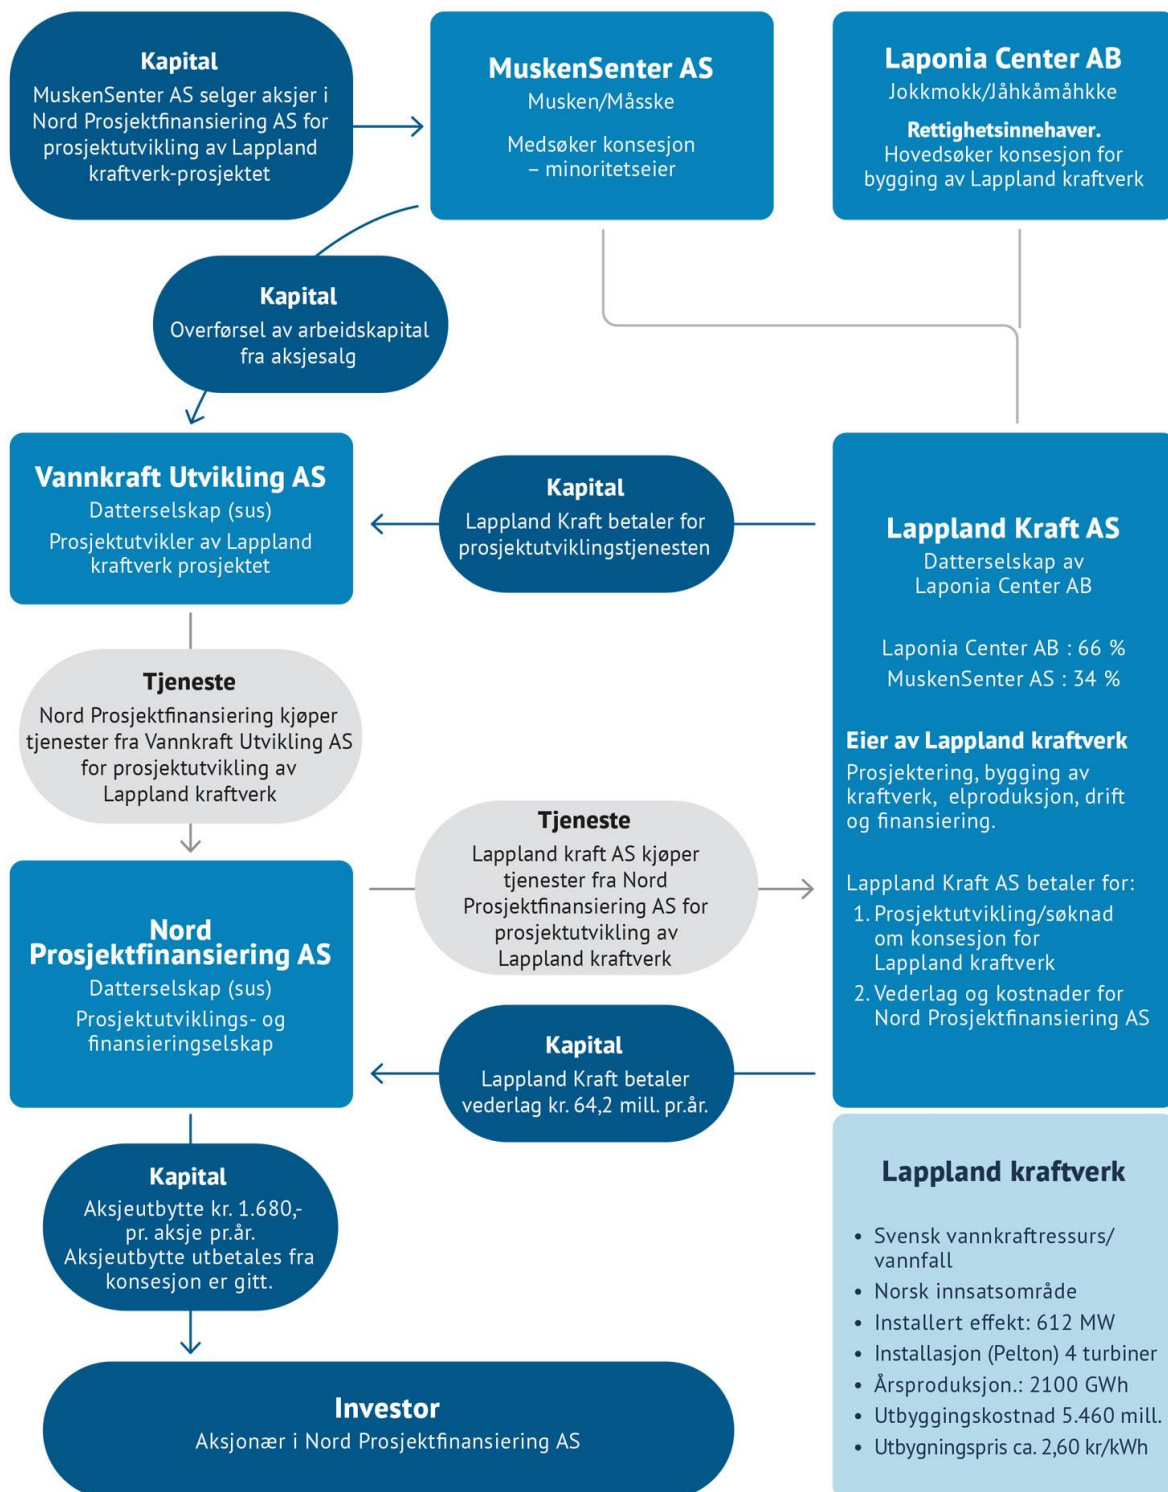 Kapital
MuskenSenter AS selger aksjer i
Nord Prosjektfinansiering AS for
prosjektutvikling av Lappland
kraftverk-prosjektet
MuskenSenter AS
Musken/Måsske
Medsøker konsesjon
– minoritetseier
Laponia Center AB
Jokkmokk/Jåhkåmåhkke
Rettighetsinnehaver.
Hovedsøker konsesjon for
bygging av Lappland kraftverk
Kapital
Overførsel av arbeidskapital
fra aksjesalg
Vannkraft Utvikling AS
Datterselskap (sus)
Prosjektutvikler av Lappland
kraftverk prosjektet
Kapital
Lappland Kraft betaler for
prosjektutviklingstjenesten
Lappland Kraft AS
Datterselskap av
Laponia Center AB
Laponia Center AB : 66 %
MuskenSenter AS : 34 %
Eier av Lappland kraftverk
Prosjektering, bygging av
kraftverk, elproduksjon, drift
og finansiering.
Lappland Kraft AS betaler for:
1. Prosjektutvikling/søknad
om konsesjon for
Lappland kraftverk
2. Vederlag og kostnader for
Nord Prosjektfinansiering AS
Tjeneste
Nord Prosjektfinansiering kjøper
tjenester fra Vannkraft Utvikling AS
for prosjektutvikling av
Lappland kraftverk
Tjeneste
Lappland kraft AS kjøper
tjenester fra Nord
Prosjektfinansiering AS for
prosjektutvikling av
Lappland kraftverk
Nord
Prosjektfinansiering AS
Datterselskap (sus)
Prosjektutviklings- og
finansieringselskap
Kapital
Lappland Kraft betaler
vederlag kr. 64,2 mill. pr.år.
Kapital
Aksjeutbytte kr. 1.680,-
pr. aksje pr.år.
Aksjeutbytte utbetales fra
konsesjon er gitt.
Investor
Aksjonær i Nord Prosjektfinansiering AS
Lappland kraftverk
• Svensk vannkraftressurs/
vannfall
• Norsk innsatsområde
• Installert effekt: 612 MW
• Installasjon (Pelton) 4 turbiner
• Årsproduksjon.: 2100 GWh
• Utbyggingskostnad 5.460 mill.
• Utbygningspris ca. 2,60 kr/kWh